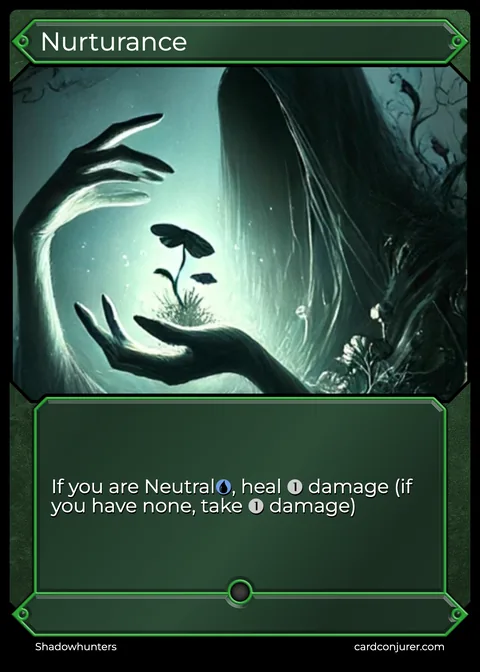 Nurturance
If you are Neutral, heal 1 damage (if
you have none, take 1 damage)
Shadowhunters
cardconjurer.com